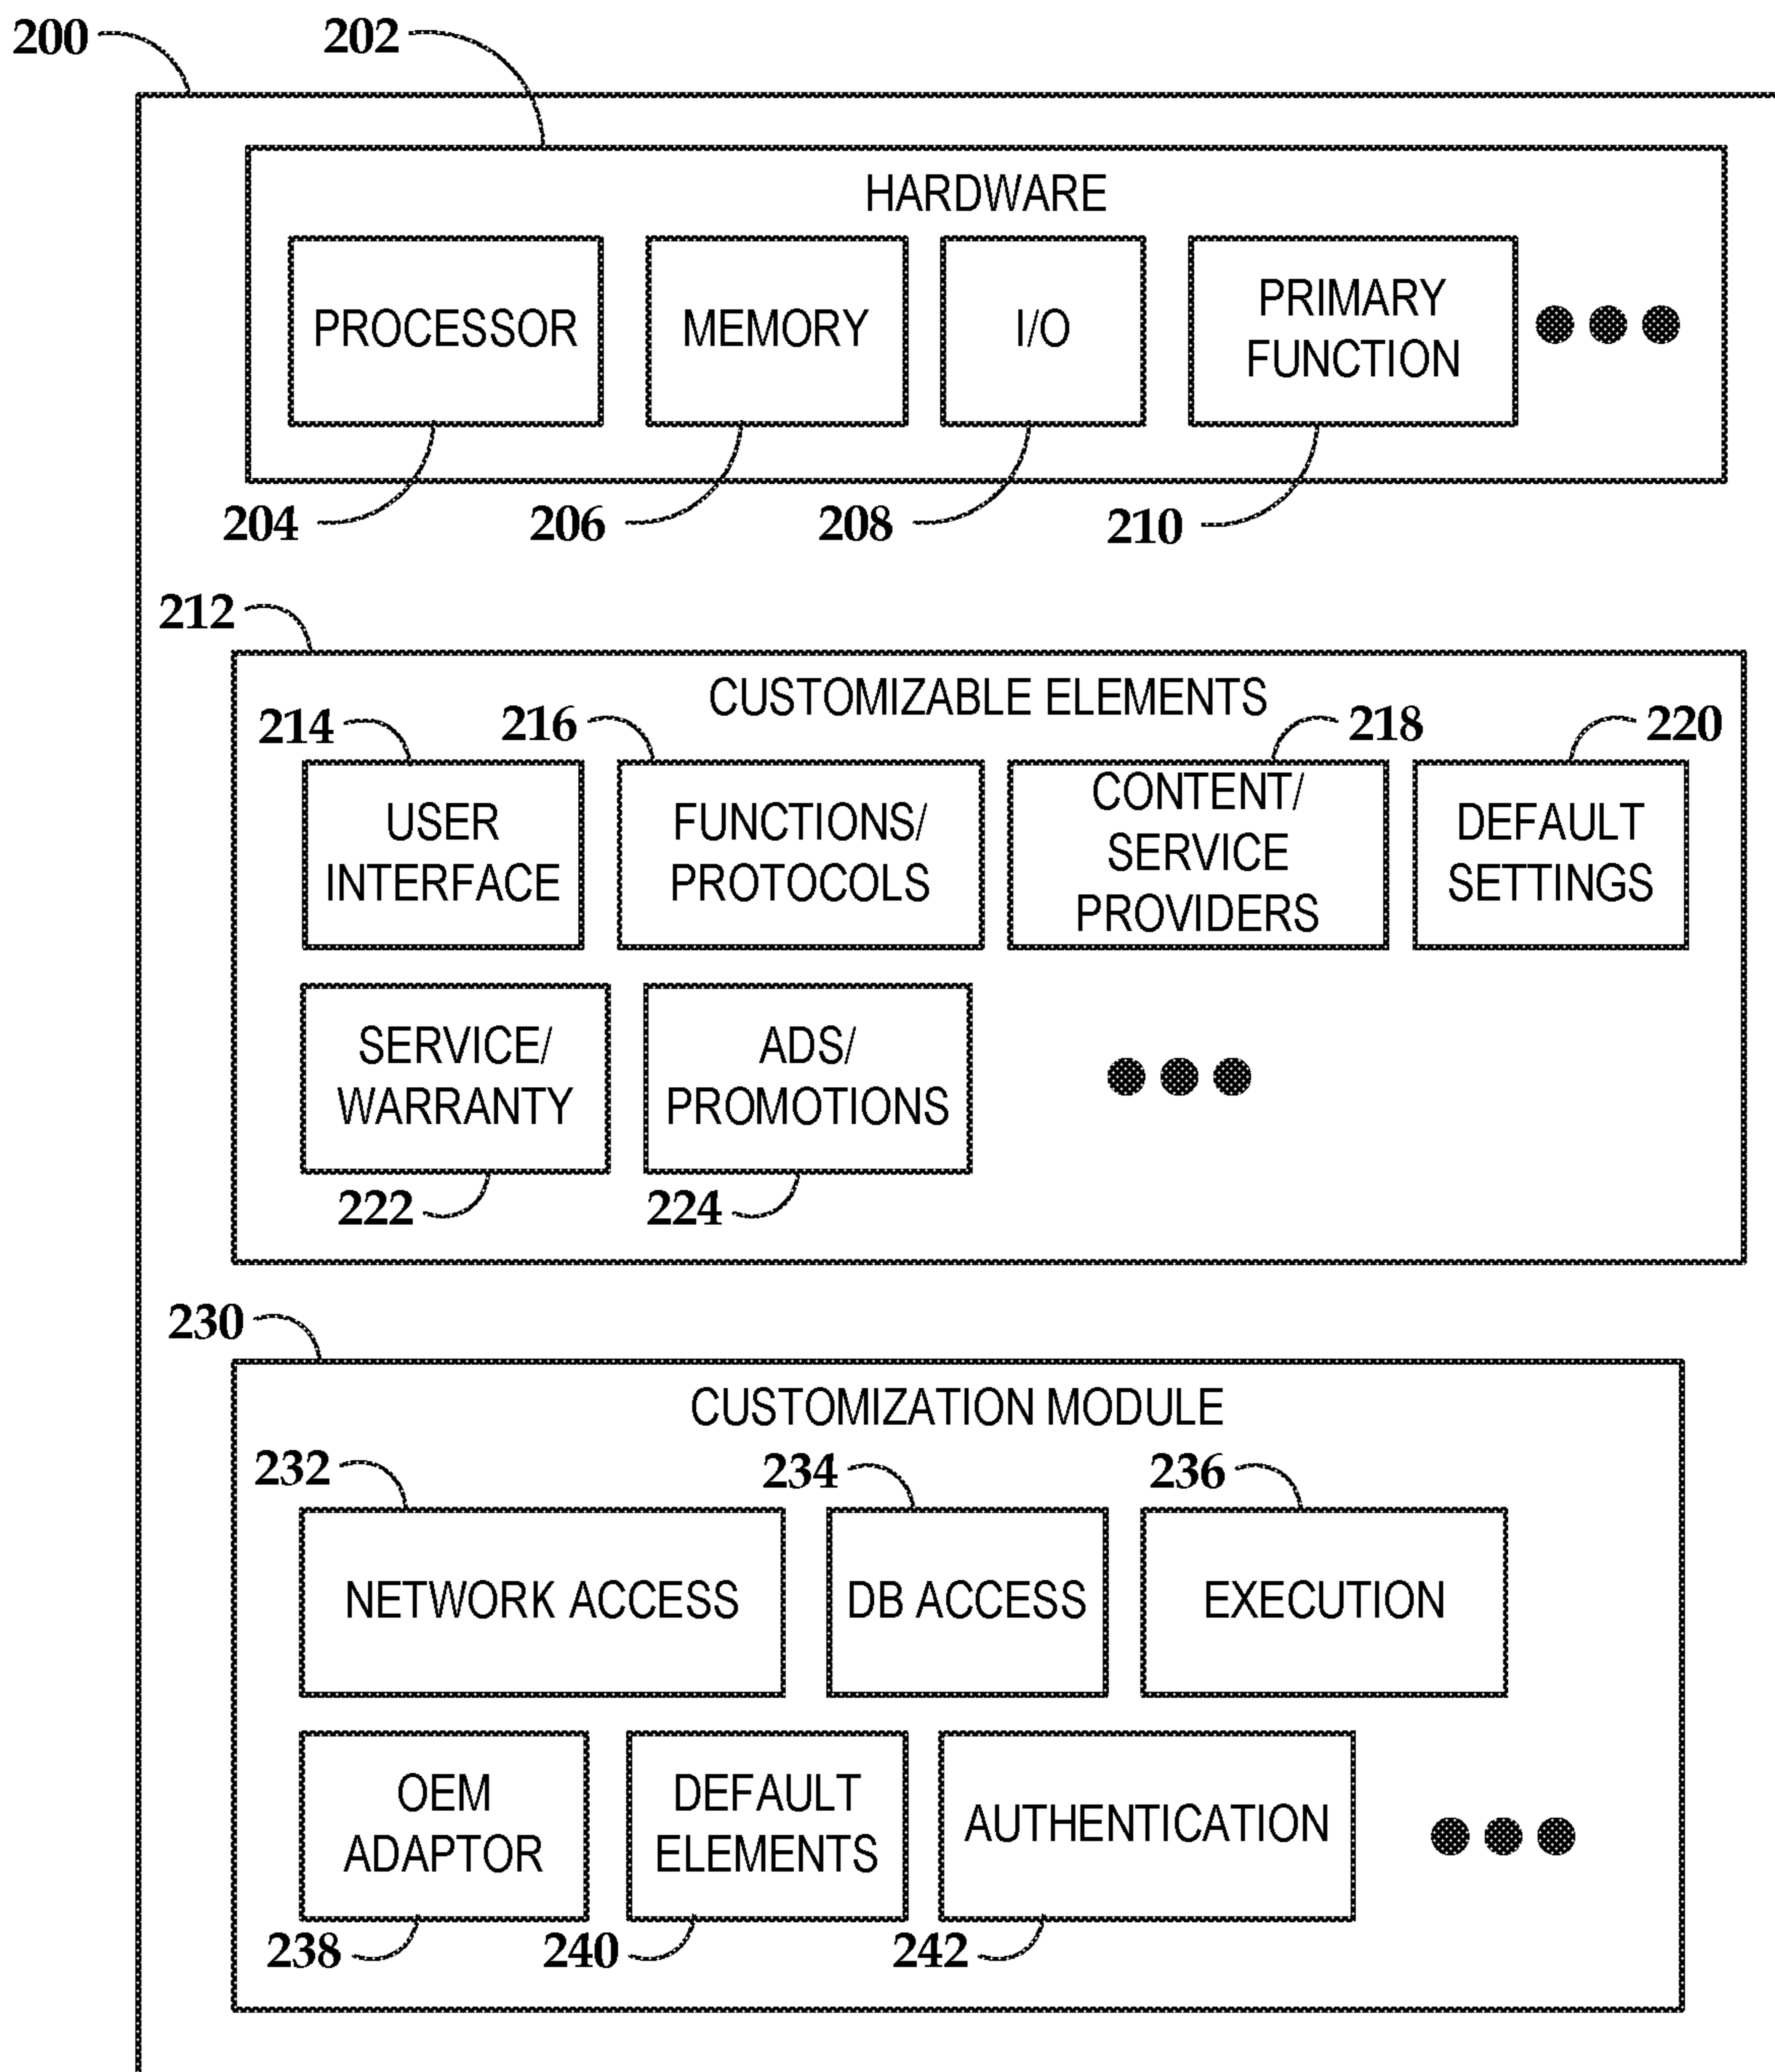 200
202
HARDWARE
PROCESSOR
MEMORY
I/O
PRIMARY
FUNCTION
204
206
208
210
212
CUSTOMIZABLE ELEMENTS
214
216
218
220
USER
INTERFACE
FUNCTIONS/
PROTOCOLS
CONTENT/
SERVICE
PROVIDERS
DEFAULT
SETTINGS
SERVICE/
WARRANTY
ADS/
PROMOTIONS
222
224
230
CUSTOMIZATION MODULE
232
234
236
NETWORK ACCESS
DB ACCESS
EXECUTION
OEM
ADAPTOR
DEFAULT
ELEMENTS
AUTHENTICATION
238
240
242